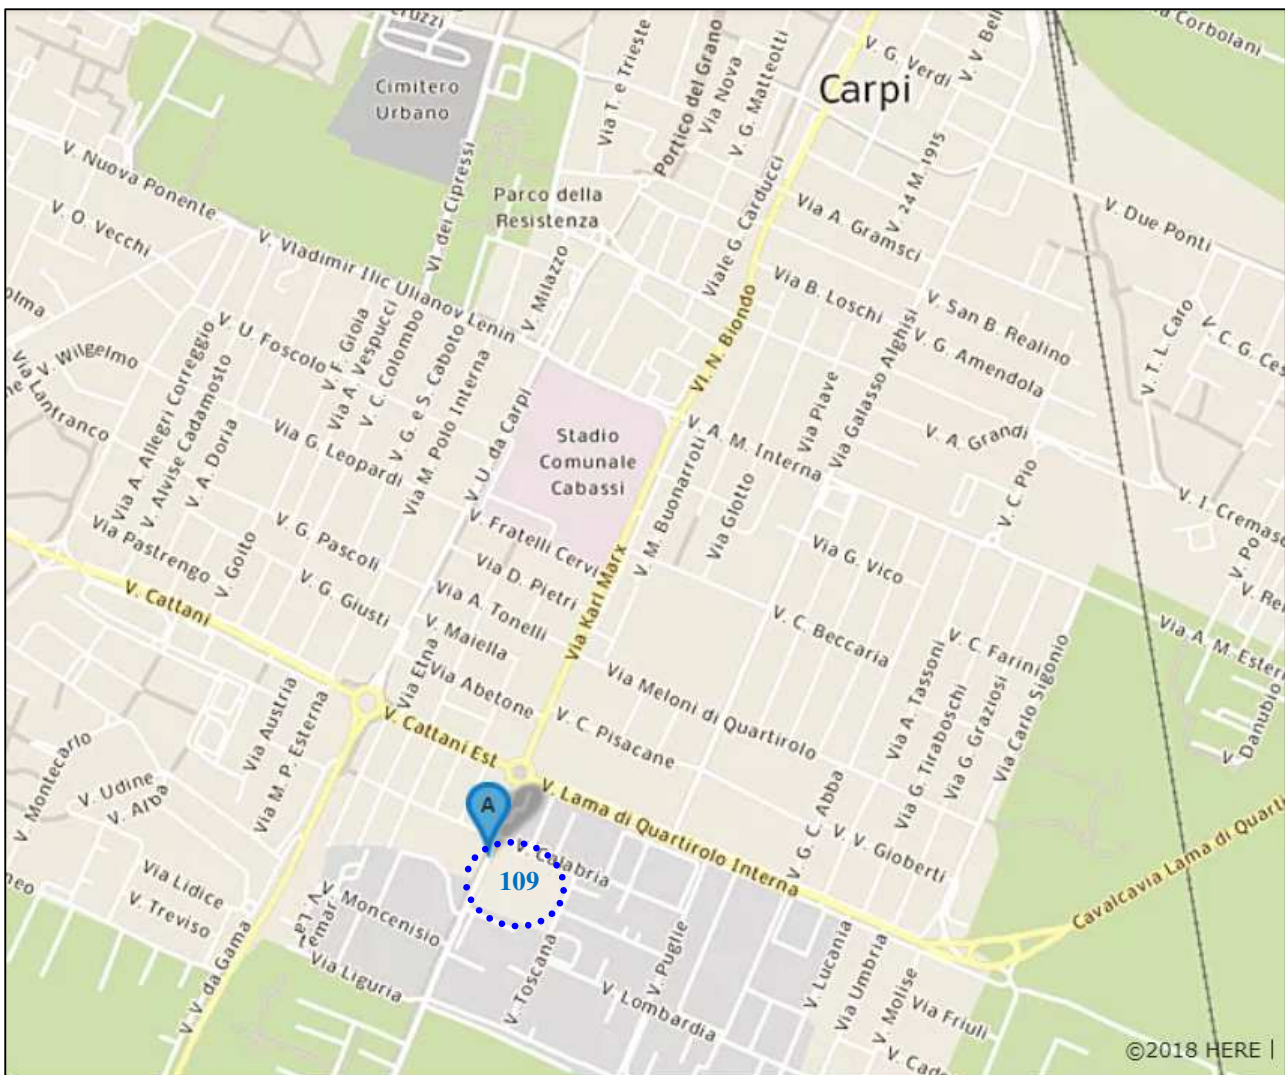 Carpi
V. G. Verdi
V. V. Bell
Corbolani
Cimitero
Urbano
Via T. e Trieste
Portico del Grano
Via Nova
V. G. Matteotti
V. 24 M. 1915
V. Nuova Ponente
Vl. dei Cipressi
Parco della
Resistenza
Viale G. Carducci
Via A. Gramsci
V. Due Ponti
V. O. Vecchi
V. Vladimir Ilic Ulianov Lenin
V. Milazzo
Vl. N. Biondo
Via B. Loschi
V. San B. Realino
V. G. Amendola
V. T. L. Caro
V. C. G. Ces
olma
V. Wilgelmo
Via Lanfranco
V. U. Foscolo
V. F. Gioia
Via A. Vespucci
V. C. Colombo
V. G. e S. Caboto
Via M. Polo Interna
V. U. da Carpi
Via A. Allegri Correggio
V. Alvise Cadamosto
V. A. Doria
Via G. Leopardi
Stadio
Comunale
Cabassi
V. A. M. Interna
Via Piave
Via Galasso Alghisi
V. A. Grandi
V. C. Pio
V. I. Cremasc
Via Pastrengo
V. Goito
V. G. Pascoli
V. G. Giusti
V. Fratelli Cervi
Via D. Pietri
Via A. Tonelli
V. Maiella
Via Abetone
Via Etna
Via Karl Marx
V. M. Buonarroti
Via Giotto
Via G. Vico
V. C. Beccaria
V. Po
V. Re
Via A. M. Esteri
V. Danubio
V. Cattani
V. Cattani Est
Via Meloni di Quartirolo
V. C. Pisacane
Via A. Tassoni
V. C. Farini
Via G. Tiraboschi
Via G. Graziosi
Via Carlo Sigonio
V. Montecarlo
Via Austria
Via M. P. Esterna
V. Udine
V. Alba
A
109
V. Lama di Quartirolo Interna
V. Calabria
V. G. C. Abba
V. V. Gioberti
Cavalcavia Lama di Quart
neo
Via Lidice
V. Treviso
V. V. da Gama
V. Moncenisio
Via Liguria
V. Toscana
V. Puglie
V. Lombardia
V. Lucania
Via Umbria
V. Molise
Via Friuli
V. Cado
©2018 HERE |